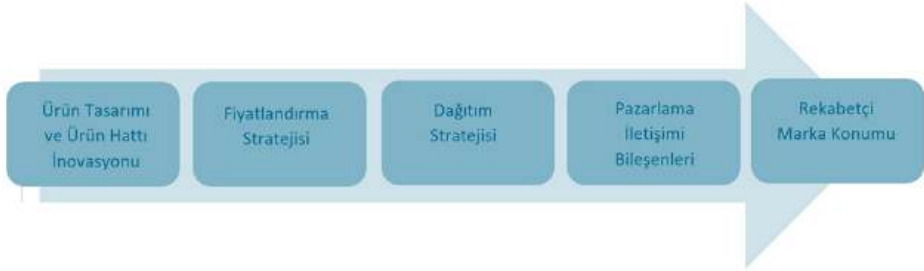 Ürün Tasarımı
ve Ürün Hattı
İnovasyonu
Fiyatlandırma
Stratejisi
Dağıtım
Stratejisi
Pazarlama
İletişimi
Bileşenleri
Rekabetçi
Marka Konumu